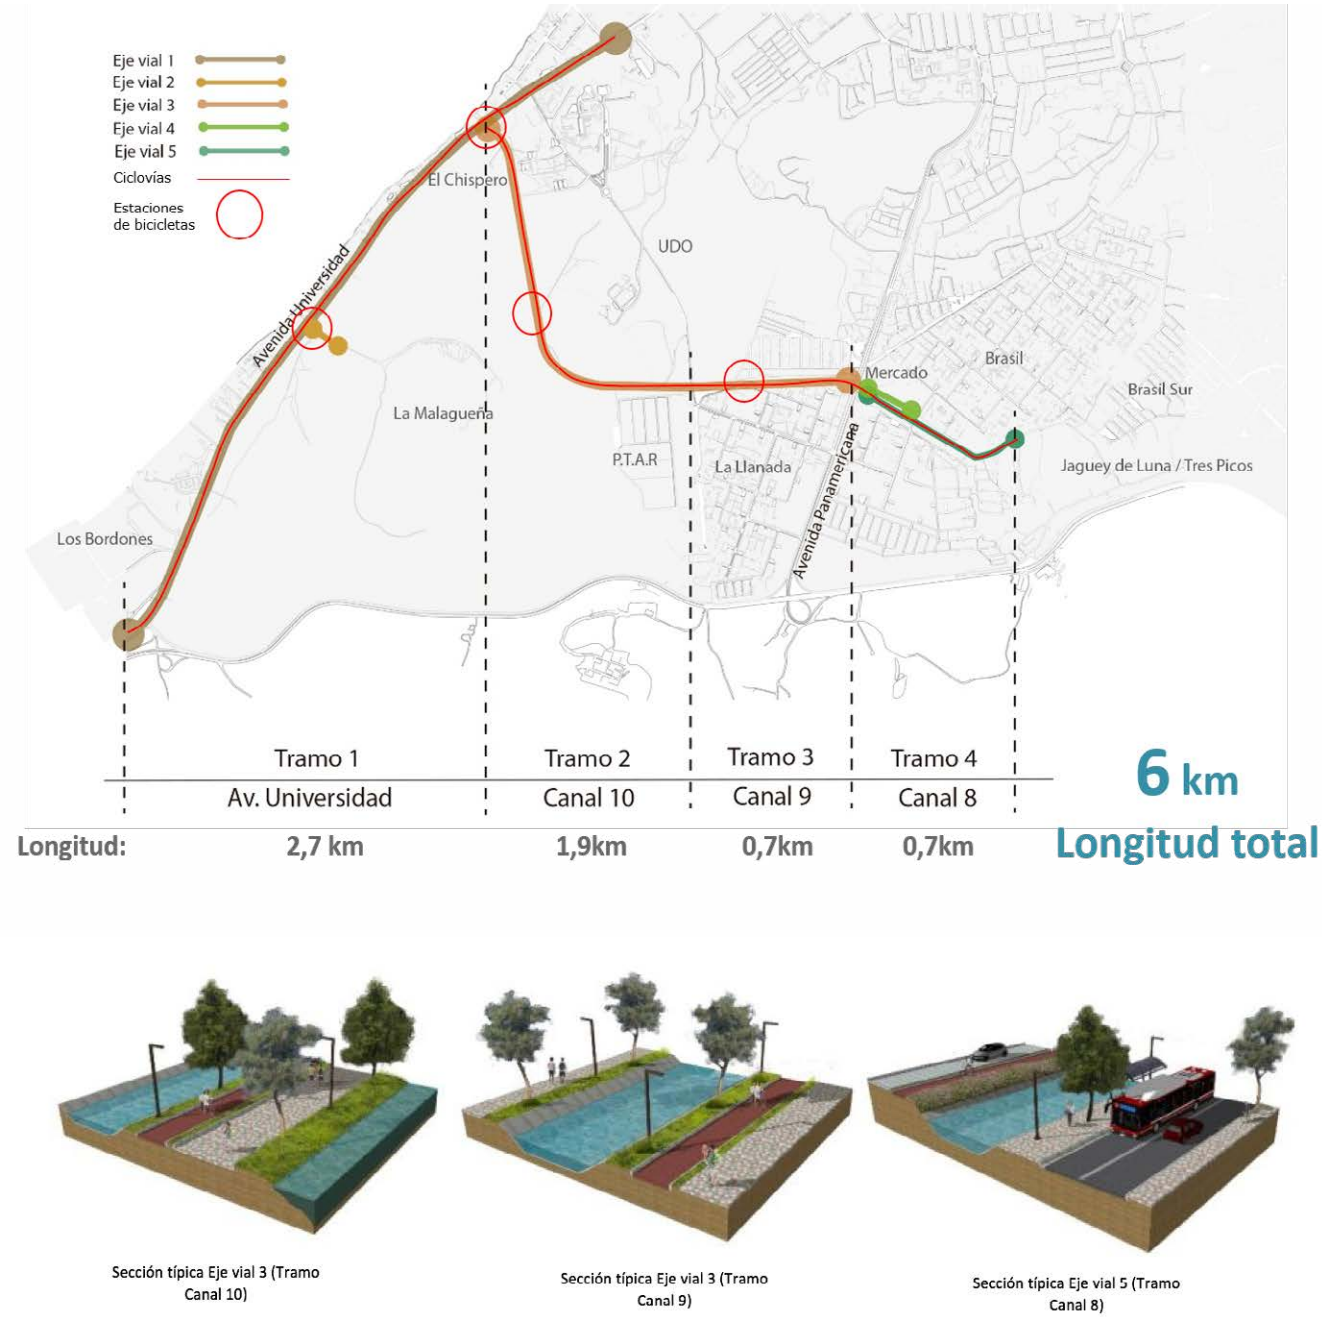 Eje vial 1
Eje vial 2
Eje vial 3
Eje vial 4
Eje vial 5
Ciclovías
Estaciones
de bicicletas
El Chispero
UDO
Avenida Universidad
La Malagueña
Mercado
Brasil
Brasil Sur
P.T.A.R
La Llanada
Avenida Panamericana
Jaguey de Luna / Tres Picos
Los Bordones
Tramo 1
Tramo 2
Tramo 3
Tramo 4
6 km
Av. Universidad
Canal 10
Canal 9
Canal 8
Longitud:
2,7 km
1,9km
0,7km
0,7km
Longitud total
Sección típica Eje vial 3 (Tramo
Canal 10)
Sección típica Eje vial 3 (Tramo
Canal 9)
Sección típica Eje vial 5 (Tramo
Canal 8)